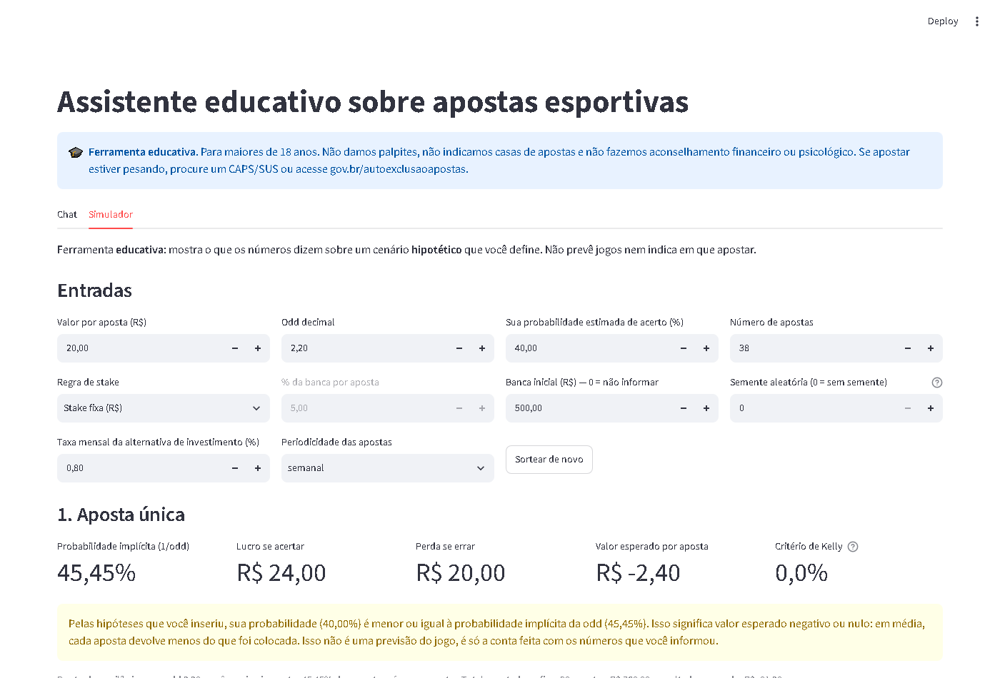 Deploy
Assistente educativo sobre apostas esportivas
Ferramenta educativa. Para maiores de 18 anos. Não damos palpites, não indicamos casas de apostas e não fazemos aconselhamento financeiro ou psicológico. Se apostar
estiver pesando, procure um CAPS/SUS ou acesse gov.br/autoexclusaoapostas.
Chat Simulador
Ferramenta educativa: mostra o que os números dizem sobre um cenário hipotético que você define. Não prevê jogos nem indica em que apostar.
Entradas
Valor por aposta (R$) Odd decimal Sua probabilidade estimada de acerto (%) Número de apostas
20,00 2,20 40,00 38
Regra de stake % da banca por aposta Banca inicial (R$) — 0 = não informar Semente aleatória (0 = sem semente)
Stake fixa (R$) 5,00 500,00 0
Taxa mensal da alternativa de investimento (%) Periodicidade das apostas
0,80 semanal Sortear de novo
1. Aposta única
Probabilidade implícita (1/odd) Lucro se acertar Perda se errar Valor esperado por aposta Critério de Kelly
45,45% R$ 24,00 R$ 20,00 R$ -2,40 0,0%
Pelas hipóteses que você inseriu, sua probabilidade (40,00%) é menor ou igual à probabilidade implícita da odd (45,45%). Isso significa valor esperado negativo ou nulo: em média,
cada aposta devolve menos do que foi colocada. Isso não é uma previsão do jogo, é só a conta feita com os números que você informou.